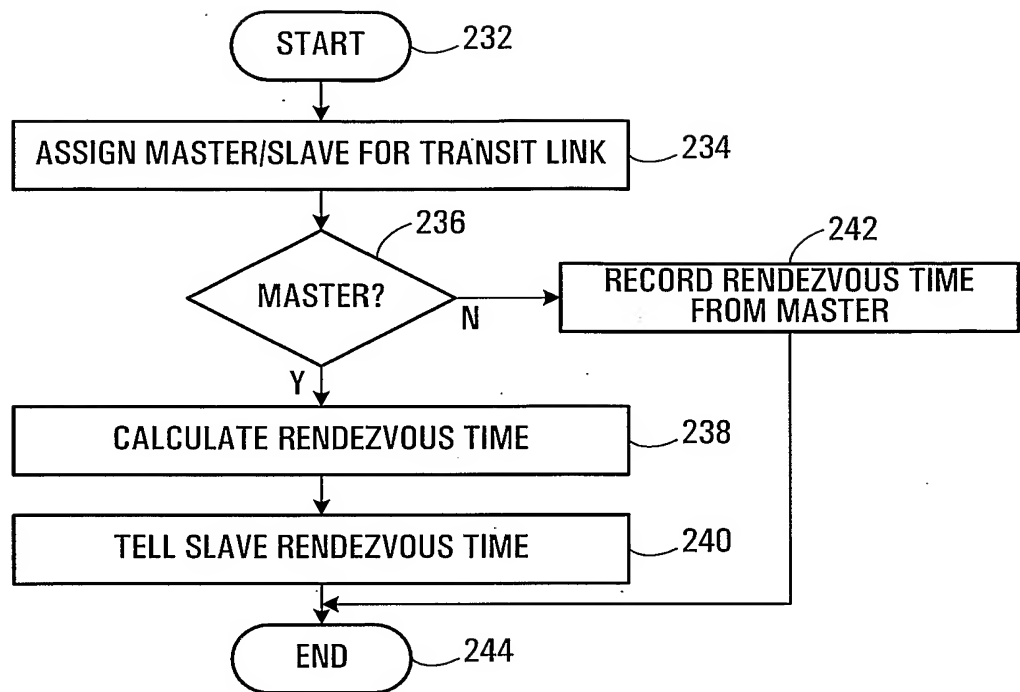 START
232
ASSIGN MASTER/SLAVE FOR TRANSIT LINK
234
236
MASTER?
N
Y
242
RECORD RENDEZVOUS TIME
FROM MASTER
CALCULATE RENDEZVOUS TIME
238
TELL SLAVE RENDEZVOUS TIME
240
END
244